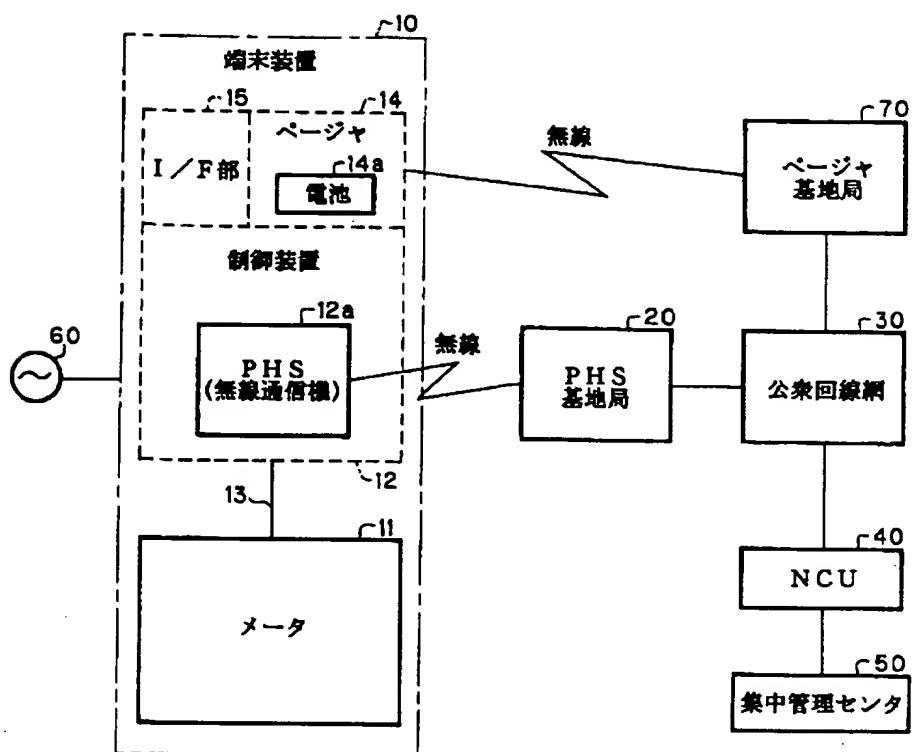 10
端末装置
15
14
ページャ
I/F部
14a
電池
無線
70
ページャ
基地局
制御装置
12a
PHS
(無線通信機)
60
無線
20
PHS
基地局
30
公衆回線網
12
13
11
メータ
40
NCU
50
集中管理センタ